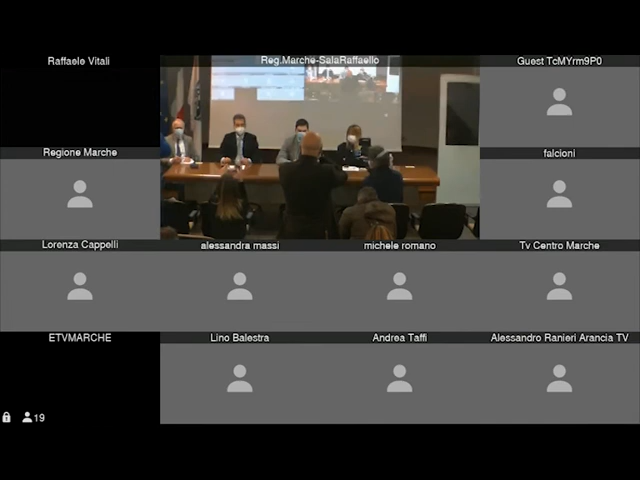 Raffaele Vitali
Reg.Marche-SalaRaffaello
Guest TcMYrm9P0
Regione Marche
falcioni
Lorenza Cappelli
alessandra massi
michele romano
Tv Centro Marche
ETVMARCHE
Lino Balestra
Andrea Taffi
Alessandro Ranieri Arancia TV
19